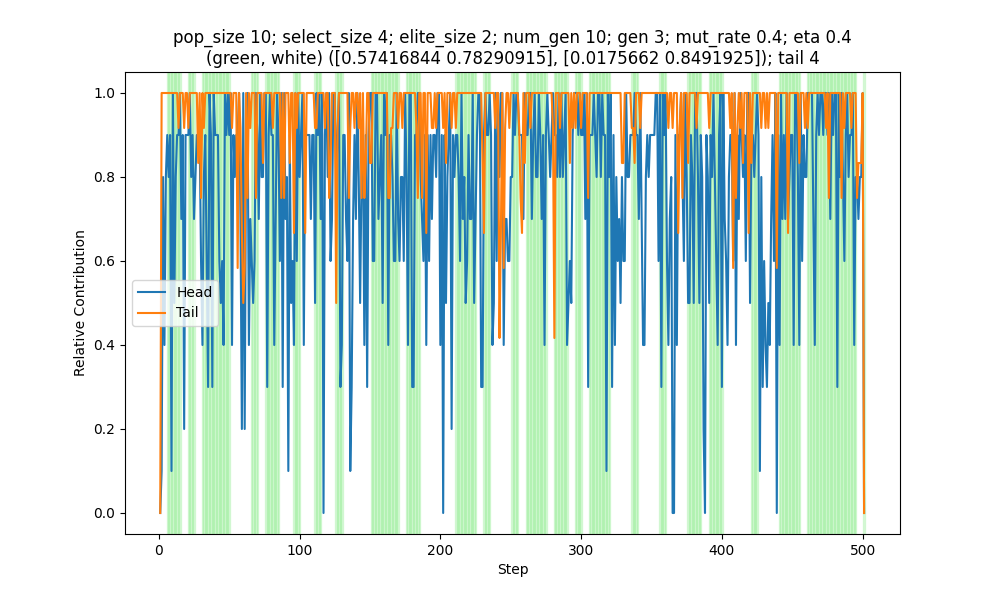 pop_size 10; select_size 4; elite_size 2; num_gen 10; gen 3; mut_rate 0.4; eta 0.4
(green, white) ([0.57416844 0.78290915], [0.0175662 0.8491925]); tail 4
1.0
0.8
0.6
0.4
0.2
0.0
Relative Contribution
Head
Tail
0
100
200
300
400
500
Step